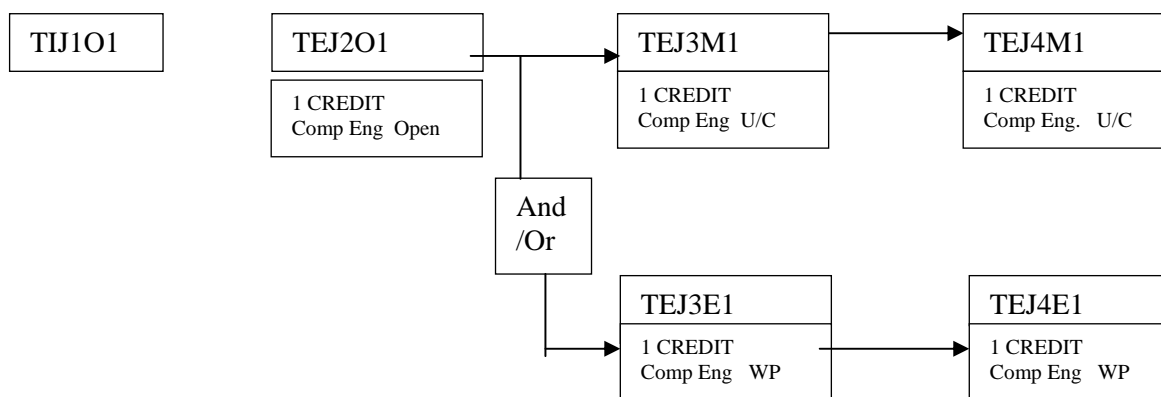 TIJ1O1
TEJ2O1
1 CREDIT
Comp Eng Open
TEJ3M1
1 CREDIT
Comp Eng U/C
TEJ4M1
1 CREDIT
Comp Eng. U/C
And
/Or
TEJ3E1
1 CREDIT
Comp Eng WP
TEJ4E1
1 CREDIT
Comp Eng WP